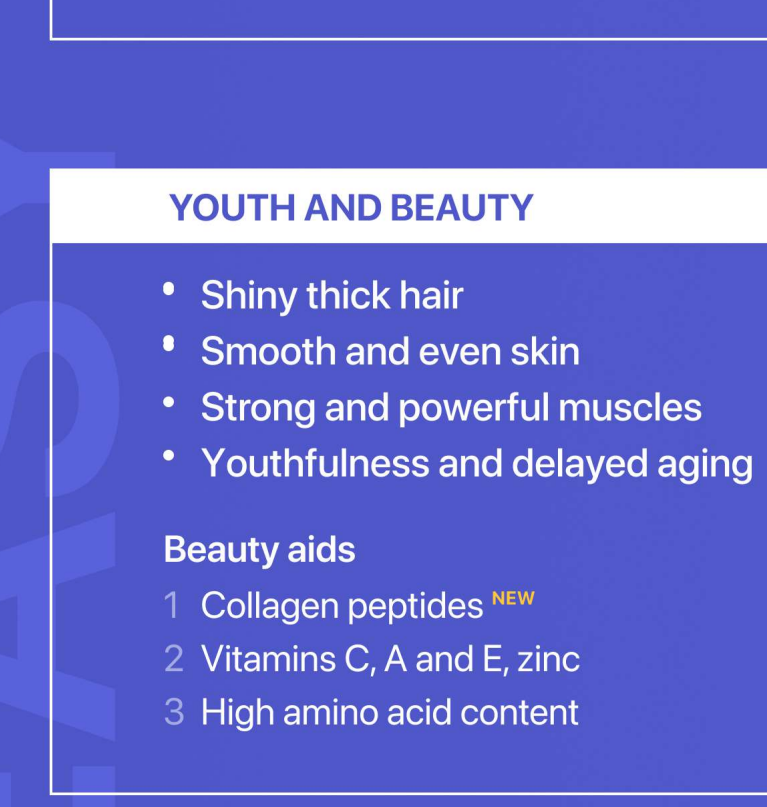 YOUTH AND BEAUTY
• Shiny thick hair
• Smooth and even skin
• Strong and powerful muscles
• Youthfulness and delayed aging
Beauty aids
1 Collagen peptides NEW
2 Vitamins C, A and E, zinc
3 High amino acid content